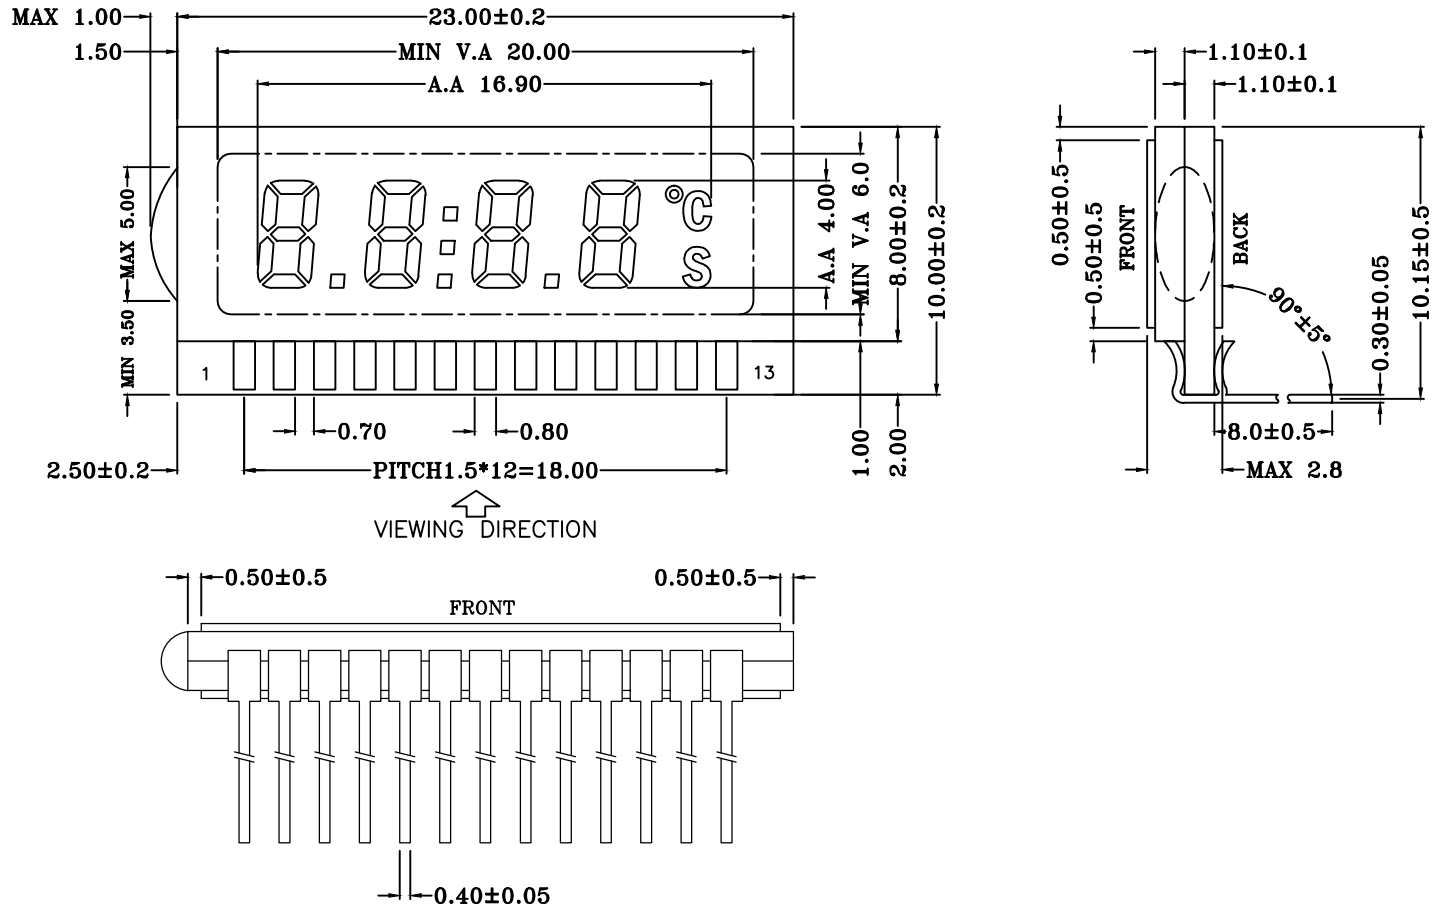 MAX 1.00
23.00±0.2
1.50
MIN V.A 20.00
A.A 16.90
8 8:8 8
°C
S
MAX 5.00
MIN 3.50
A.A 4.00
MIN V.A 6.0
8.00±0.2
10.00±0.2
1
13
0.70
0.80
1.00
2.00
2.50±0.2
PITCH1.5*12=18.00
VIEWING DIRECTION
1.10±0.1
1.10±0.1
0.50±0.5
0.50±0.5
FRONT
BACK
90°±5°
0.30±0.05
10.15±0.5
8.0±0.5
MAX 2.8
0.50±0.5
0.50±0.5
FRONT
0.40±0.05